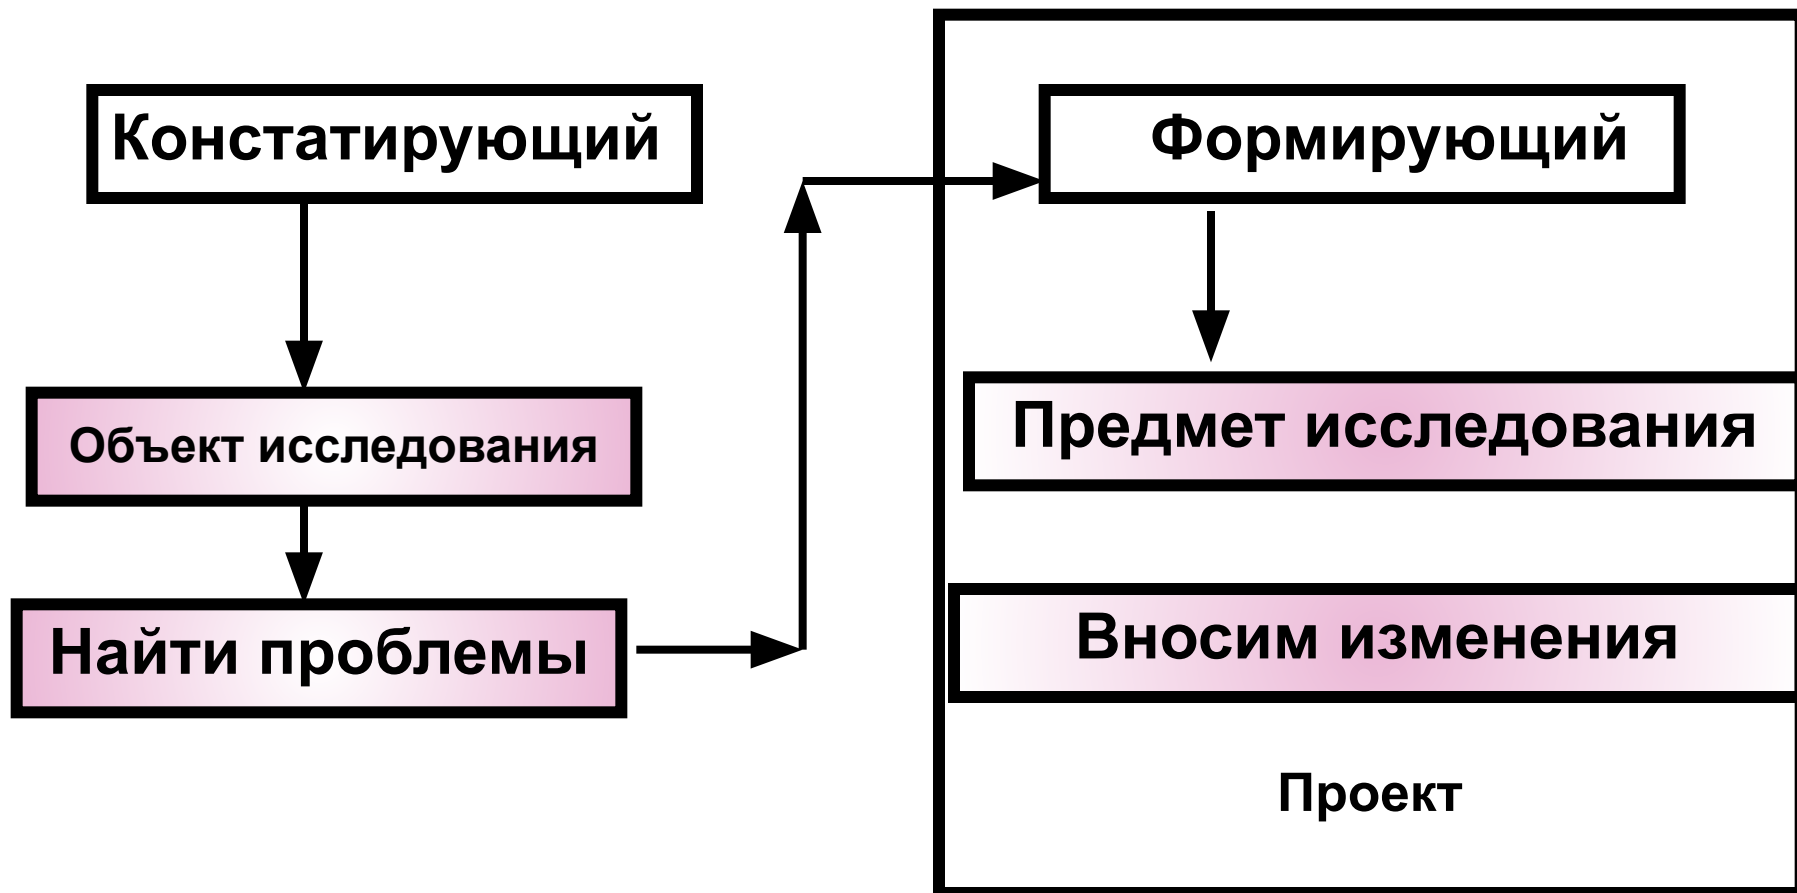 Констатирующий
Объект исследования
Найти проблемы
Формирующий
Предмет исследования
Вносим изменения
Проект